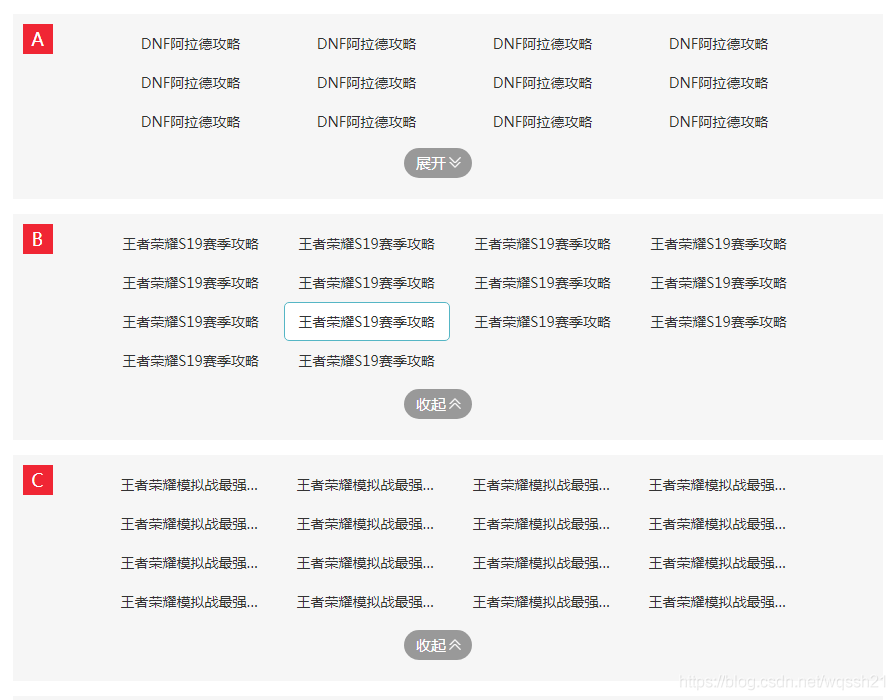 A
DNF阿拉德攻略 DNF阿拉德攻略 DNF阿拉德攻略 DNF阿拉德攻略
DNF阿拉德攻略 DNF阿拉德攻略 DNF阿拉德攻略 DNF阿拉德攻略
DNF阿拉德攻略 DNF阿拉德攻略 DNF阿拉德攻略 DNF阿拉德攻略
展开
B
王者荣耀S19赛季攻略 王者荣耀S19赛季攻略 王者荣耀S19赛季攻略 王者荣耀S19赛季攻略
王者荣耀S19赛季攻略 王者荣耀S19赛季攻略 王者荣耀S19赛季攻略 王者荣耀S19赛季攻略
王者荣耀S19赛季攻略 王者荣耀S19赛季攻略 王者荣耀S19赛季攻略 王者荣耀S19赛季攻略
王者荣耀S19赛季攻略 王者荣耀S19赛季攻略
收起
C
王者荣耀模拟战最强... 王者荣耀模拟战最强... 王者荣耀模拟战最强... 王者荣耀模拟战最强...
王者荣耀模拟战最强... 王者荣耀模拟战最强... 王者荣耀模拟战最强... 王者荣耀模拟战最强...
王者荣耀模拟战最强... 王者荣耀模拟战最强... 王者荣耀模拟战最强... 王者荣耀模拟战最强...
王者荣耀模拟战最强... 王者荣耀模拟战最强... 王者荣耀模拟战最强... 王者荣耀模拟战最强...
收起
https://blog.csdn.net/wqssh21